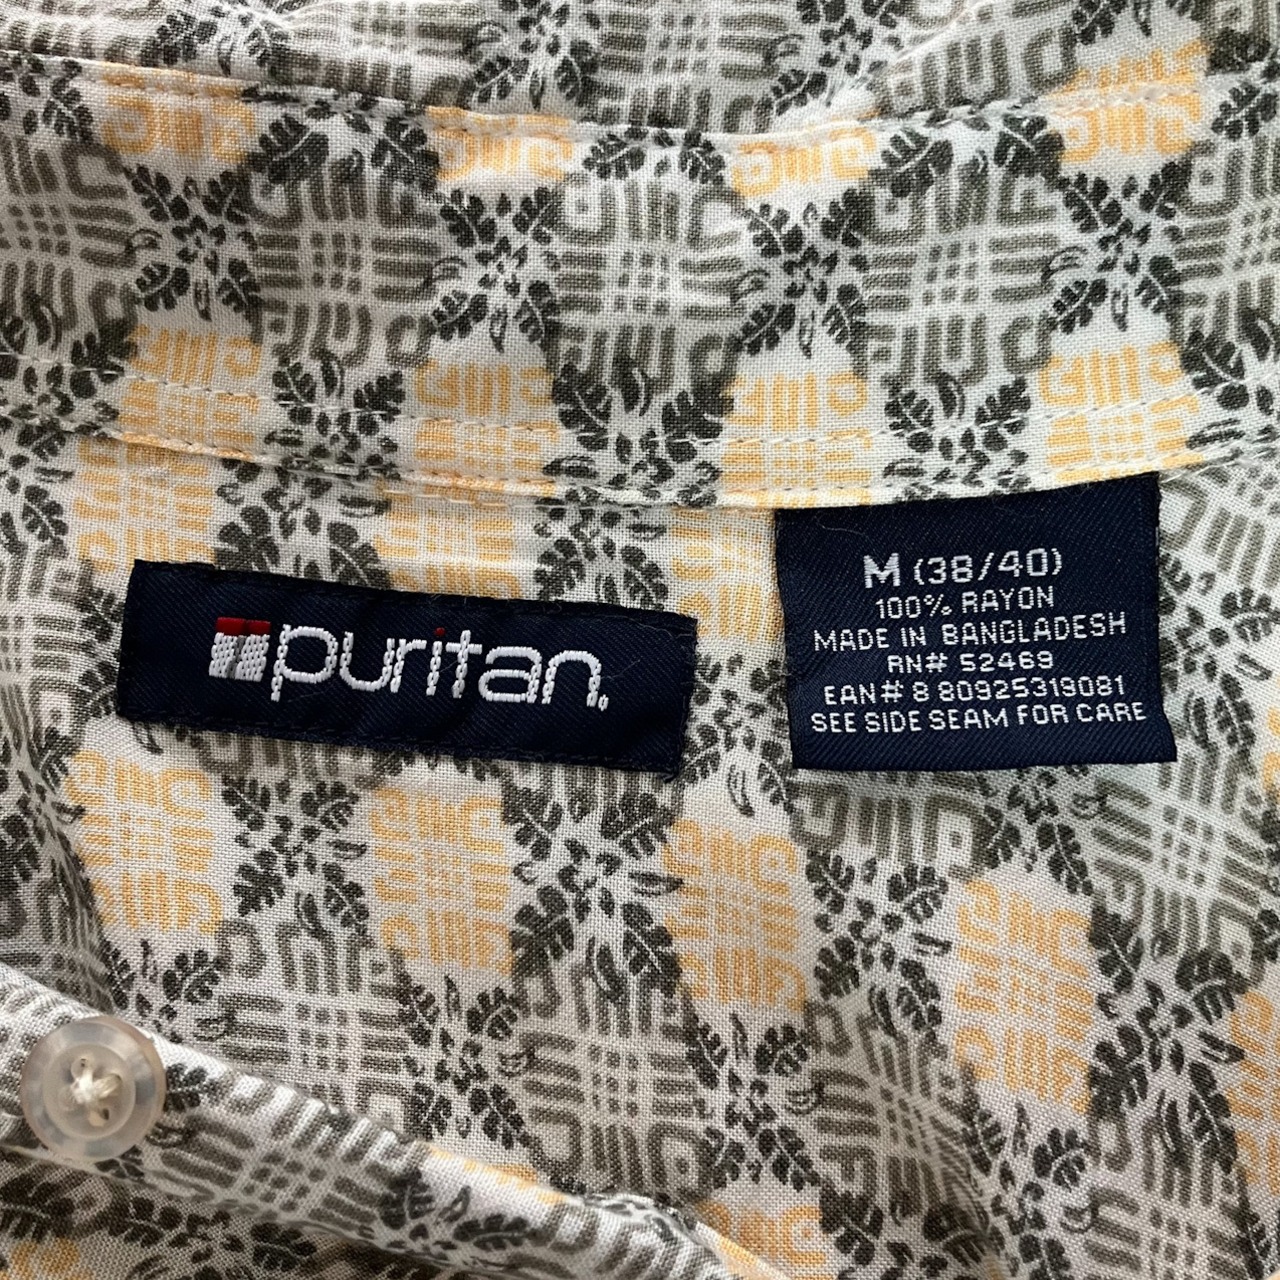 puritan.
M (38/40)
100% RAYON
MADE IN BANGLADESH
RN# 52469
EAN# 8 80925319081
SEE SIDE SEAM FOR CARE